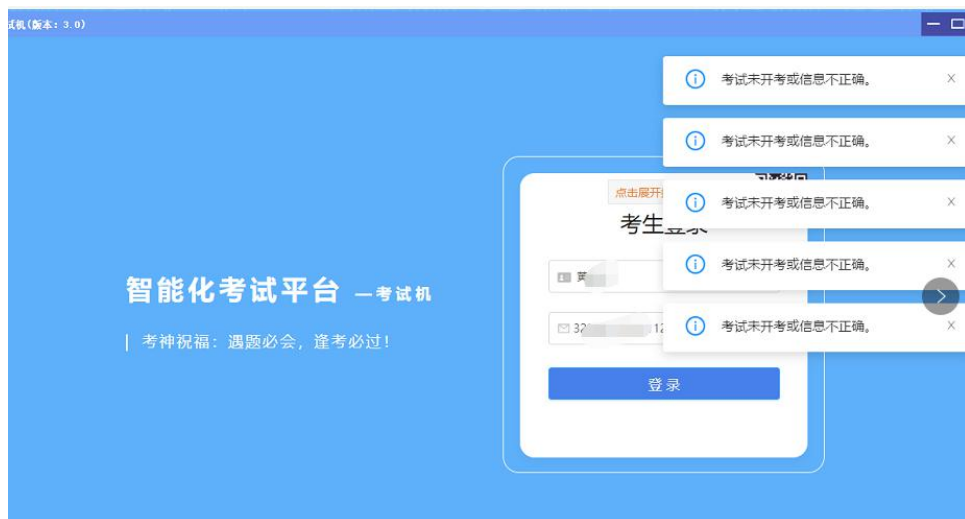 试机(版本：3.0)
考试未开考或信息不正确。
考试未开考或信息不正确。
考试未开考或信息不正确。
考试未开考或信息不正确。
考试未开考或信息不正确。
点击展开
考生登录
黄
32 12
登录
智能化考试平台 —考试机
考神祝福：遇题必会，逢考必过！